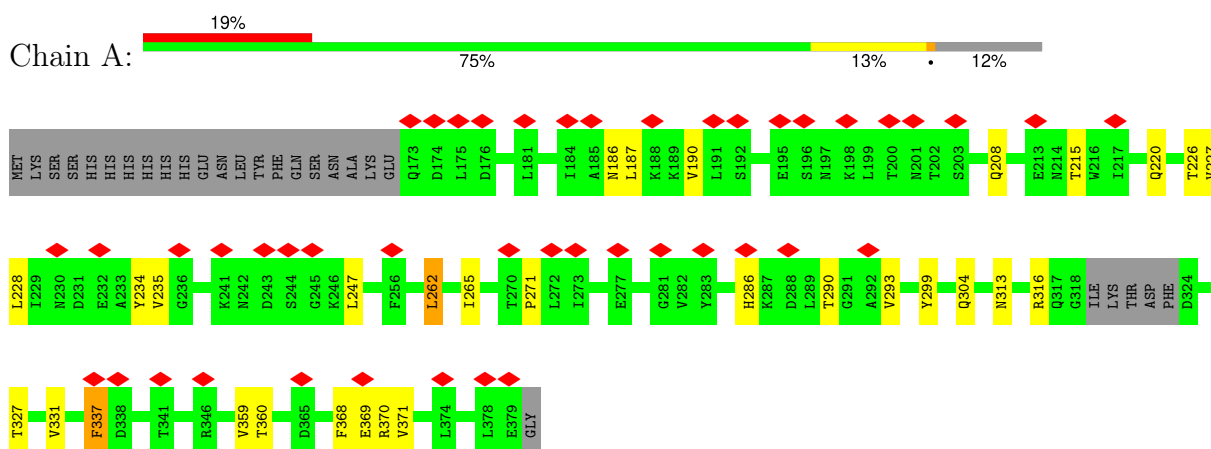 19%
Chain A:
75% 13% • 12%
MET LYS SER SER HIS HIS HIS HIS HIS HIS GLU ASN LEU TYR PHE GLN SER ASN ALA LYS GLU Q173 D174 L175 D176 L181 I184 A185 N186 L187 K188 K189 V190 L191 S192 E195 S196 N197 K198 L199 T200 N201 T202 S203 Q208 E213 N214 T215 W216 I217 Q220 T226 V227
L228 I229 N230 D231 E232 A233 Y234 V235 G236 K241 N242 D243 S244 G245 K246 L247 F256 L262 I265 T270 P271 L272 I273 E277 G281 V282 Y283 H286 K287 D288 L289 T290 G291 A292 V293 Y299 Q304 N313 R316 Q317 G318 ILE LYS THR ASP PHE D324
T327 V331 F337 D338 T341 R346 V359 T360 D365 F368 E369 R370 V371 L374 L378 E379 GLY